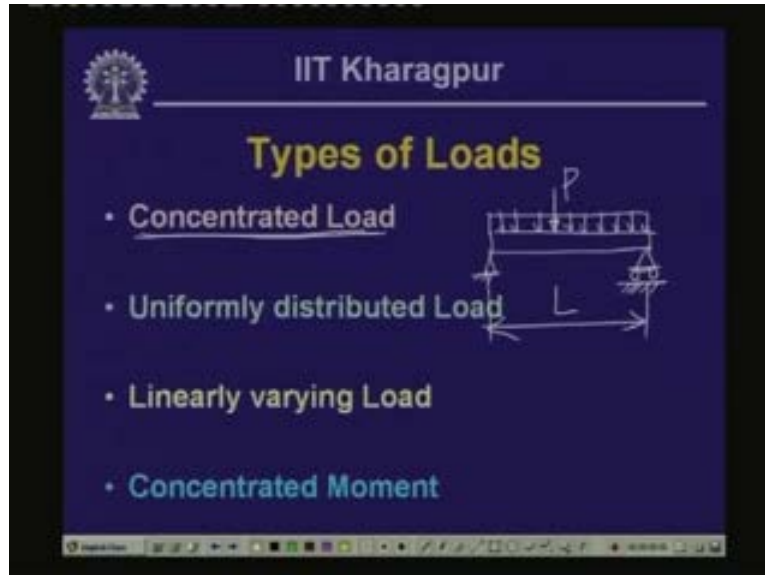 IIT Kharagpur
Types of Loads
P
• Concentrated Load
• Uniformly distributed Load
L
• Linearly varying Load
• Concentrated Moment